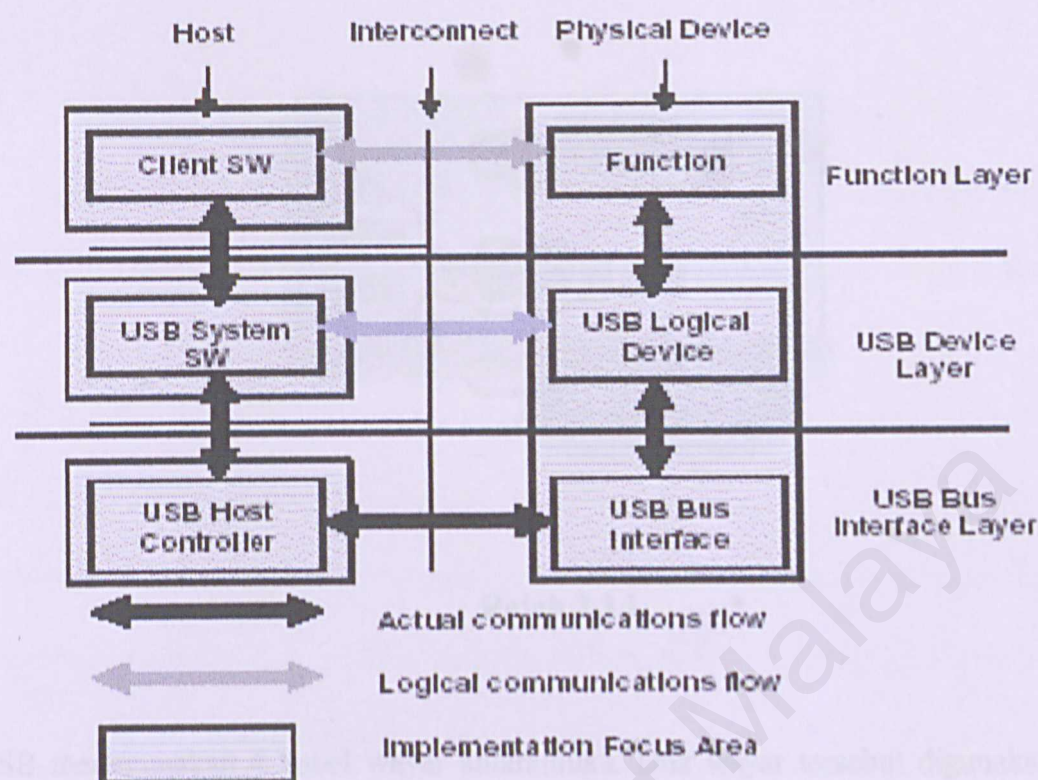 Host Interconnect Physical Device
Client SW
Function
Function Layer
USB System
SW
USB Logical
Device
USB Device
Layer
USB Host
Controller
USB Bus
Interface
USB Bus
Interface Layer
Actual communications flow
Logical communications flow
Implementation Focus Area
Malaya